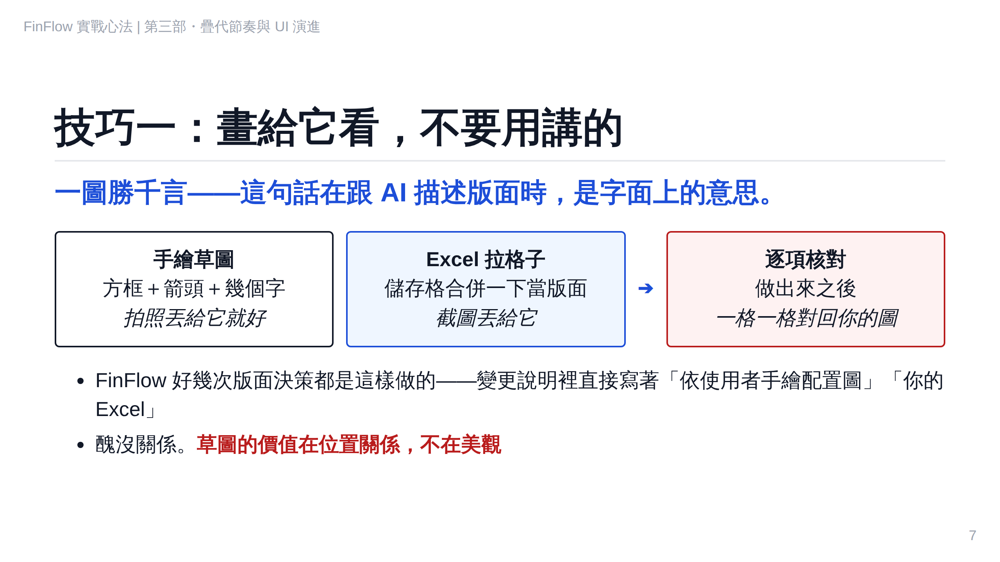 FinFlow 實戰心法 | 第三部・疊代節奏與 UI 演進
技巧一：畫給它看，不要用講的
一圖勝千言——這句話在跟 AI 描述版面時，是字面上的意思。
手繪草圖
方框＋箭頭＋幾個字
拍照丟給它就好
Excel 拉格子
儲存格合併一下當版面
截圖丟給它
➔
逐項核對
做出來之後
一格一格對回你的圖
• FinFlow 好幾次版面決策都是這樣做的——變更說明裡直接寫著「依使用者手繪配置圖」「你的
Excel」
• 醜沒關係。草圖的價值在位置關係，不在美觀
7